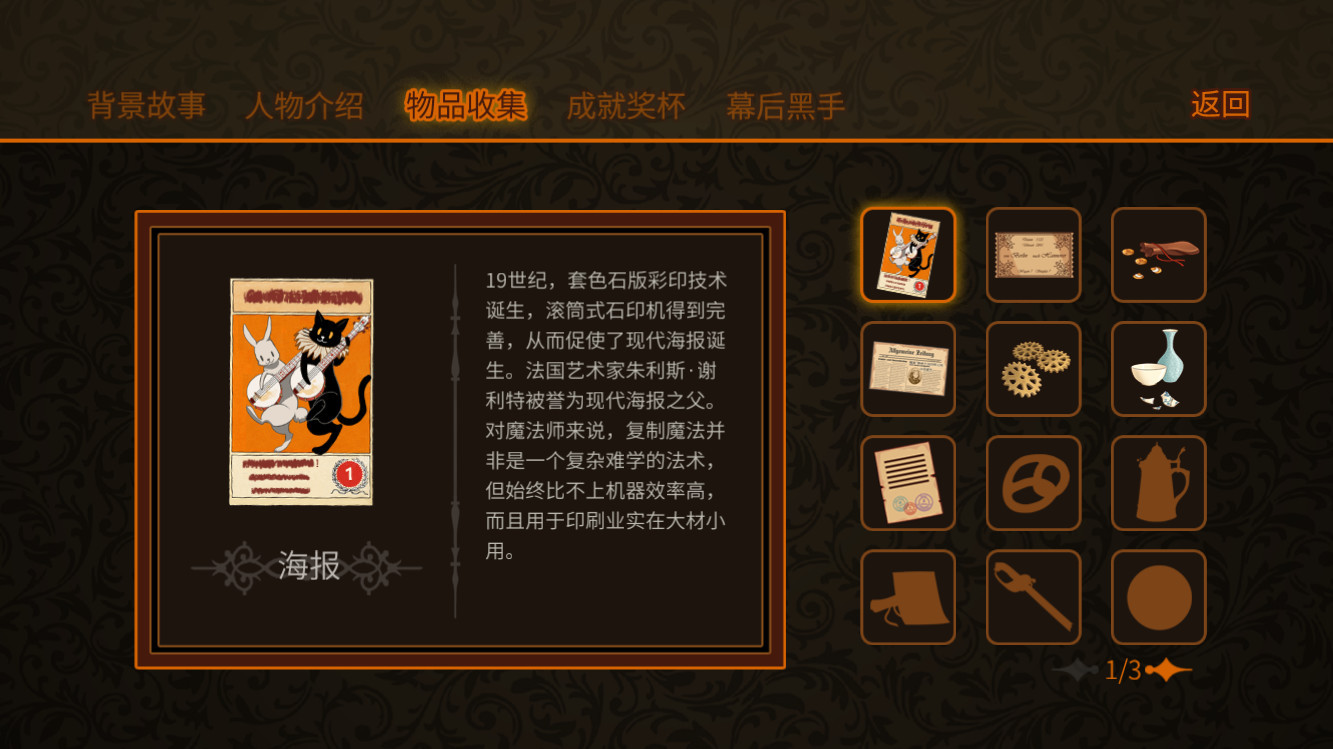 背景故事 人物介绍 物品收集 成就奖杯 幕后黑手 返回
19世纪，套色石版彩印技术
诞生，滚筒式石印机得到完
善，从而促使了现代海报诞
生。法国艺术家朱利斯·谢
利特被誉为现代海报之父。
对魔法师来说，复制魔法并
非是一个复杂难学的法术，
但始终比不上机器效率高，
而且用于印刷业实在大材小
用。
1
海报
1/3